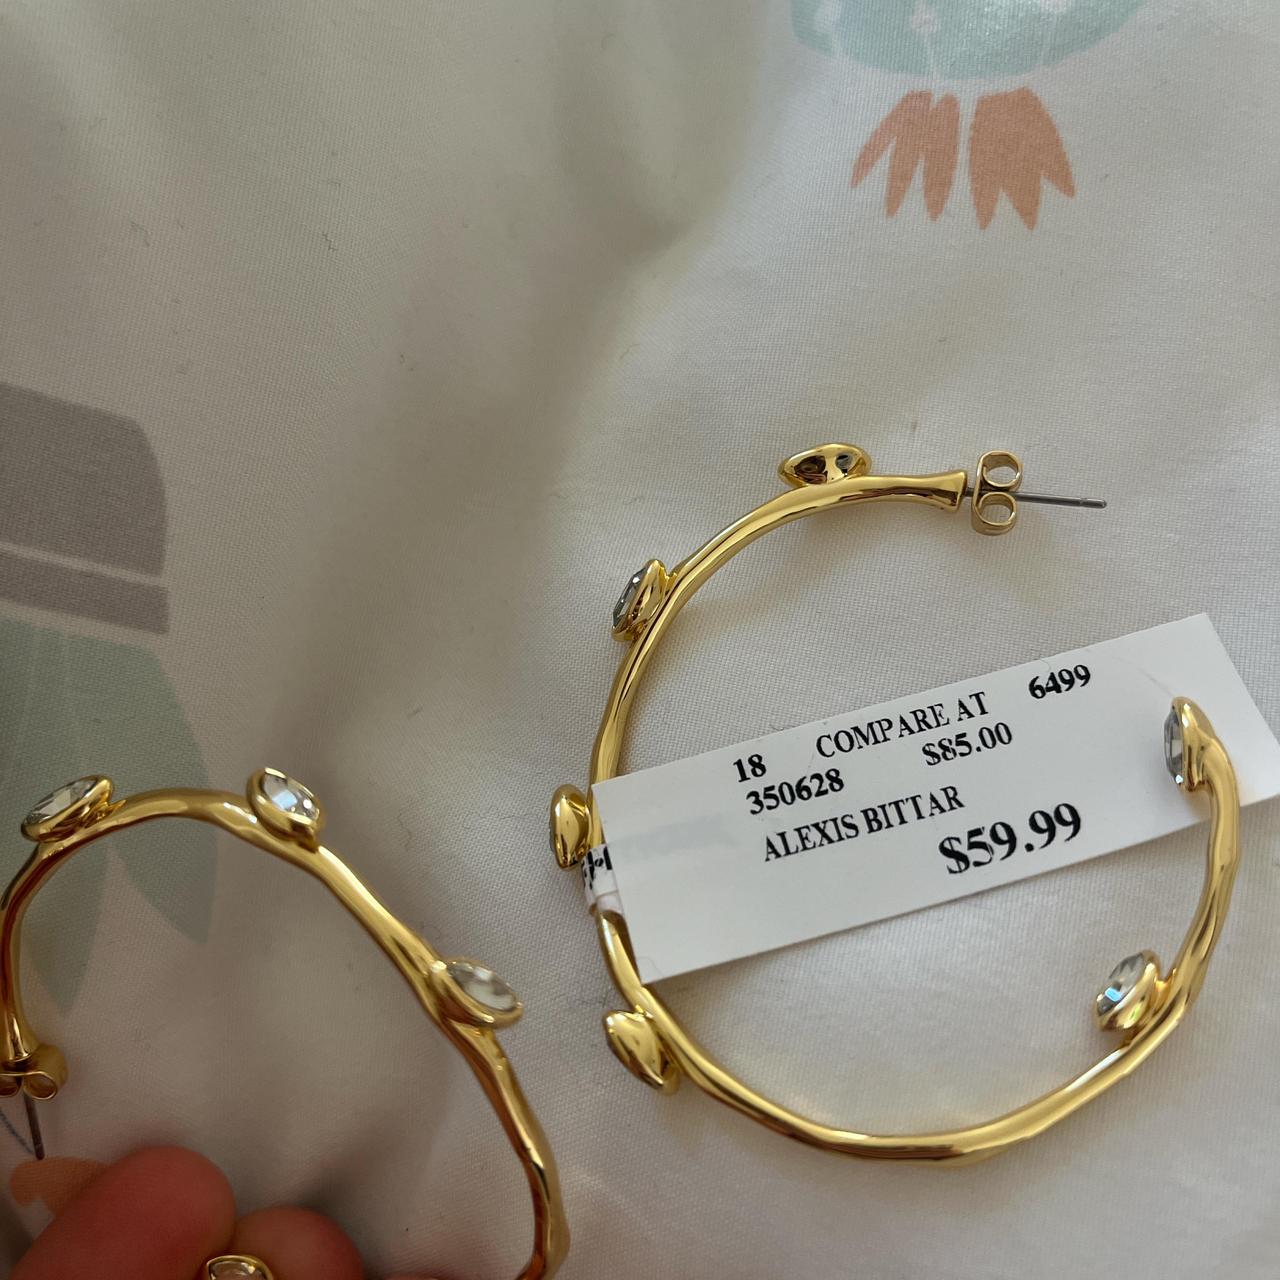 18 COMPARE AT 6499
350628 $85.00
ALEXIS BITTAR
$59.99